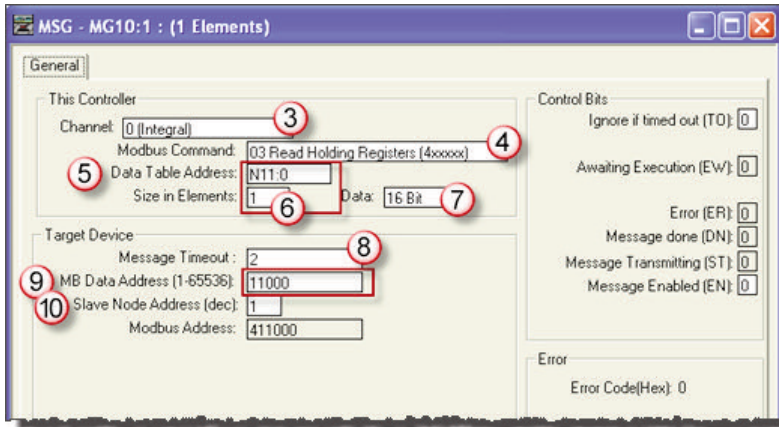 MSG - MG10:1 : (1 Elements)
General
This Controller
Channel: 0 (Integral) 3
Modbus Command: 03 Read Holding Registers (4xxxxx) 4
5 Data Table Address: N11:0
Size in Elements: 1 6 Data: 16 Bit 7
Target Device
Message Timeout : 2 8
9 MB Data Address (1-65536): 11000
10 Slave Node Address (dec): 1
Modbus Address: 411000
Control Bits
Ignore if timed out (TO): 0
Awaiting Execution (EW): 0
Error (ER): 0
Message done (DN): 0
Message Transmitting (ST): 0
Message Enabled (EN): 0
Error
Error Code(Hex): 0